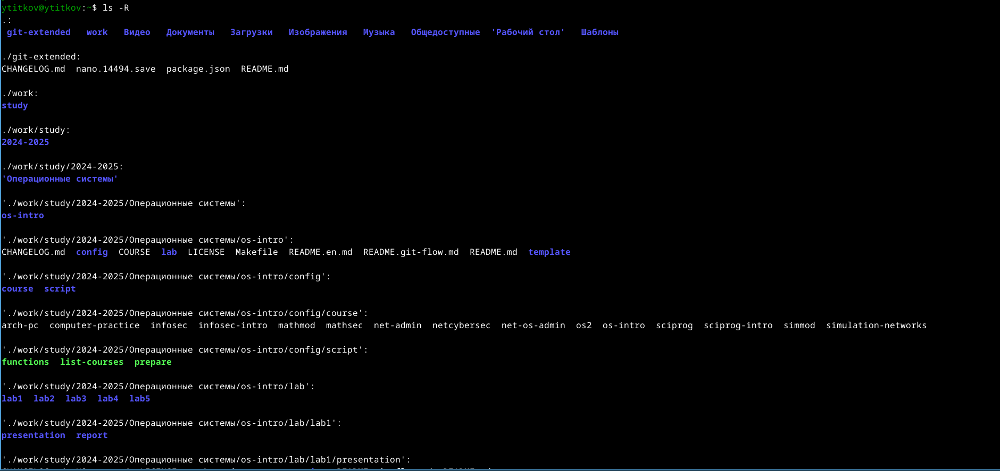 ytitkov@ytitkov:~$ ls -R
.:
git-extended   work   Видео   Документы   Загрузки   Изображения   Музыка   Общедоступные  'Рабочий стол'   Шаблоны
./git-extended:
CHANGELOG.md  nano.14494.save  package.json  README.md
./work:
study
./work/study:
2024-2025
./work/study/2024-2025:
'Операционные системы'
'./work/study/2024-2025/Операционные системы':
os-intro
'./work/study/2024-2025/Операционные системы/os-intro':
CHANGELOG.md  config  COURSE  lab  LICENSE  Makefile  README.en.md  README.git-flow.md  README.md  template
'./work/study/2024-2025/Операционные системы/os-intro/config':
course  script
'./work/study/2024-2025/Операционные системы/os-intro/config/course':
arch-pc  computer-practice  infosec  infosec-intro  mathmod  mathsec  net-admin  netcybersec  net-os-admin  os2  os-intro  sciprog  sciprog-intro  simmod  simulation-networks
'./work/study/2024-2025/Операционные системы/os-intro/config/script':
functions  list-courses  prepare
'./work/study/2024-2025/Операционные системы/os-intro/lab':
lab1  lab2  lab3  lab4  lab5
'./work/study/2024-2025/Операционные системы/os-intro/lab/lab1':
presentation  report
'./work/study/2024-2025/Операционные системы/os-intro/lab/lab1/presentation':